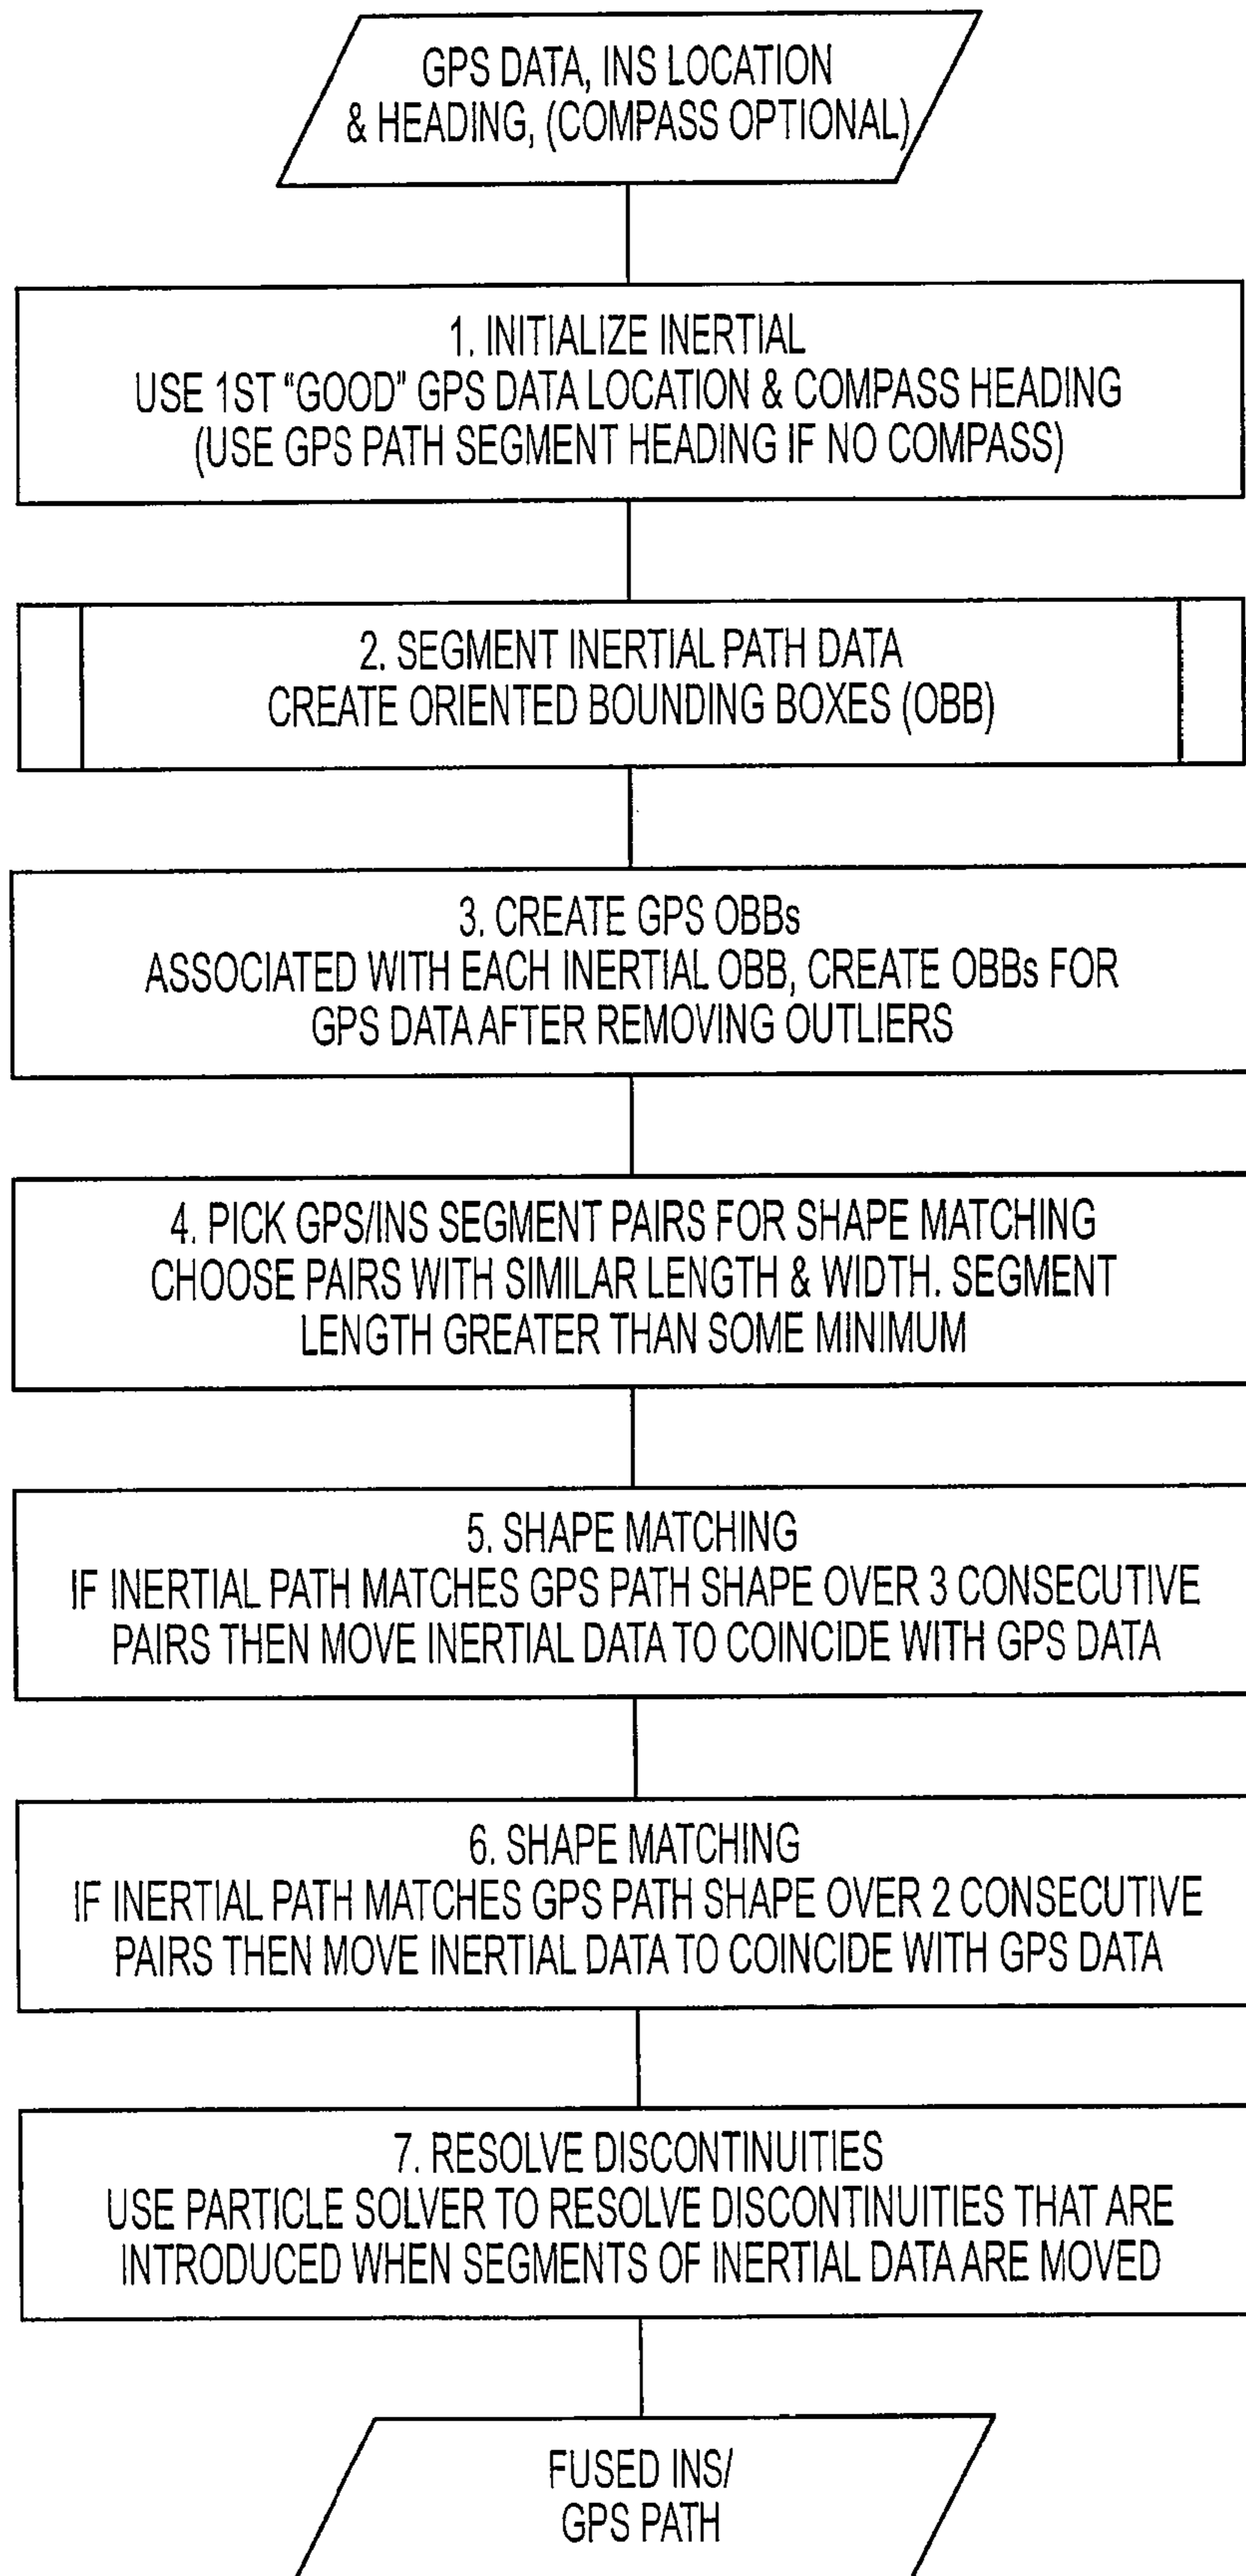 GPS DATA, INS LOCATION
& HEADING, (COMPASS OPTIONAL)
1. INITIALIZE INERTIAL
USE 1ST “GOOD” GPS DATA LOCATION & COMPASS HEADING
(USE GPS PATH SEGMENT HEADING IF NO COMPASS)
2. SEGMENT INERTIAL PATH DATA
CREATE ORIENTED BOUNDING BOXES (OBB)
3. CREATE GPS OBBs
ASSOCIATED WITH EACH INERTIAL OBB, CREATE OBBs FOR
GPS DATA AFTER REMOVING OUTLIERS
4. PICK GPS/INS SEGMENT PAIRS FOR SHAPE MATCHING
CHOOSE PAIRS WITH SIMILAR LENGTH & WIDTH. SEGMENT
LENGTH GREATER THAN SOME MINIMUM
5. SHAPE MATCHING
IF INERTIAL PATH MATCHES GPS PATH SHAPE OVER 3 CONSECUTIVE
PAIRS THEN MOVE INERTIAL DATA TO COINCIDE WITH GPS DATA
6. SHAPE MATCHING
IF INERTIAL PATH MATCHES GPS PATH SHAPE OVER 2 CONSECUTIVE
PAIRS THEN MOVE INERTIAL DATA TO COINCIDE WITH GPS DATA
7. RESOLVE DISCONTINUITIES
USE PARTICLE SOLVER TO RESOLVE DISCONTINUITIES THAT ARE
INTRODUCED WHEN SEGMENTS OF INERTIAL DATA ARE MOVED
FUSED INS/
GPS PATH